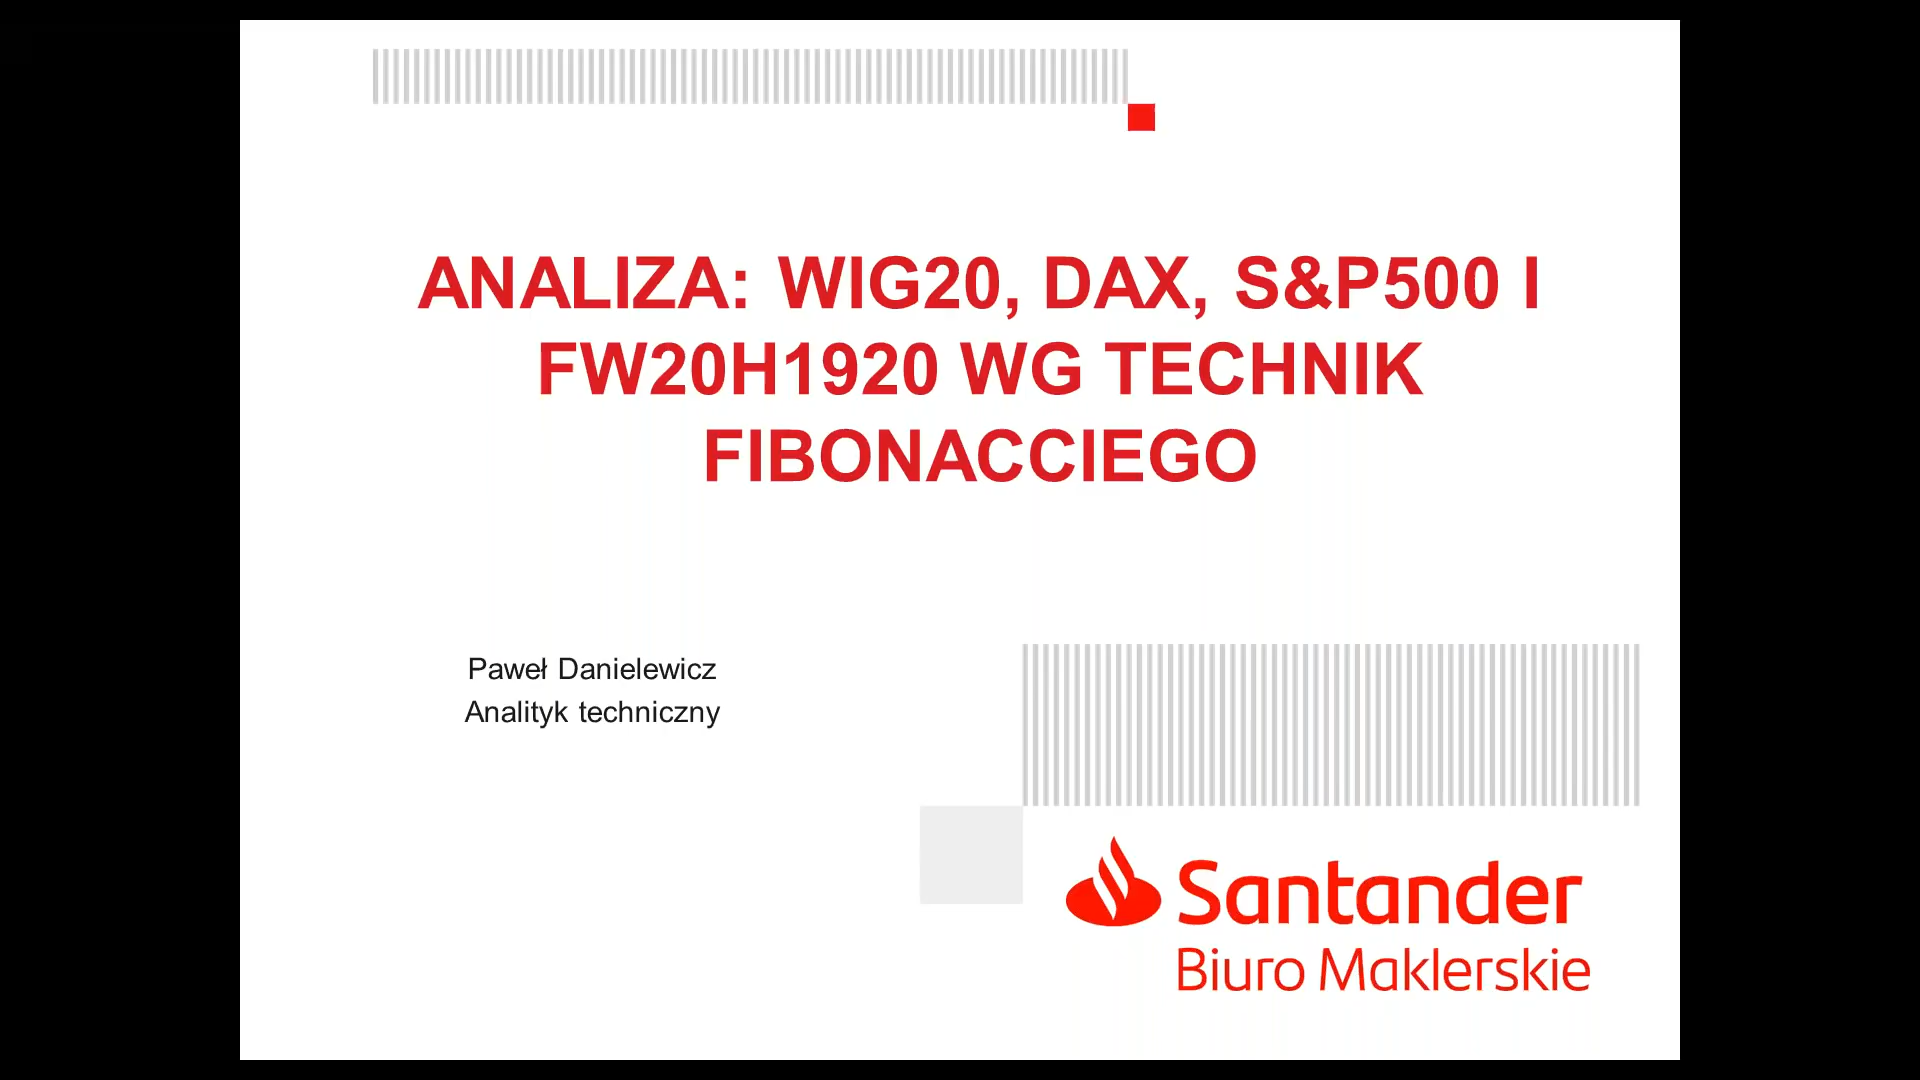 ANALIZA: WIG20, DAX, S&P500 I
FW20H1920 WG TECHNIK
FIBONACCIEGO
Paweł Danielewicz
Analityk techniczny
Santander
Biuro Maklerskie